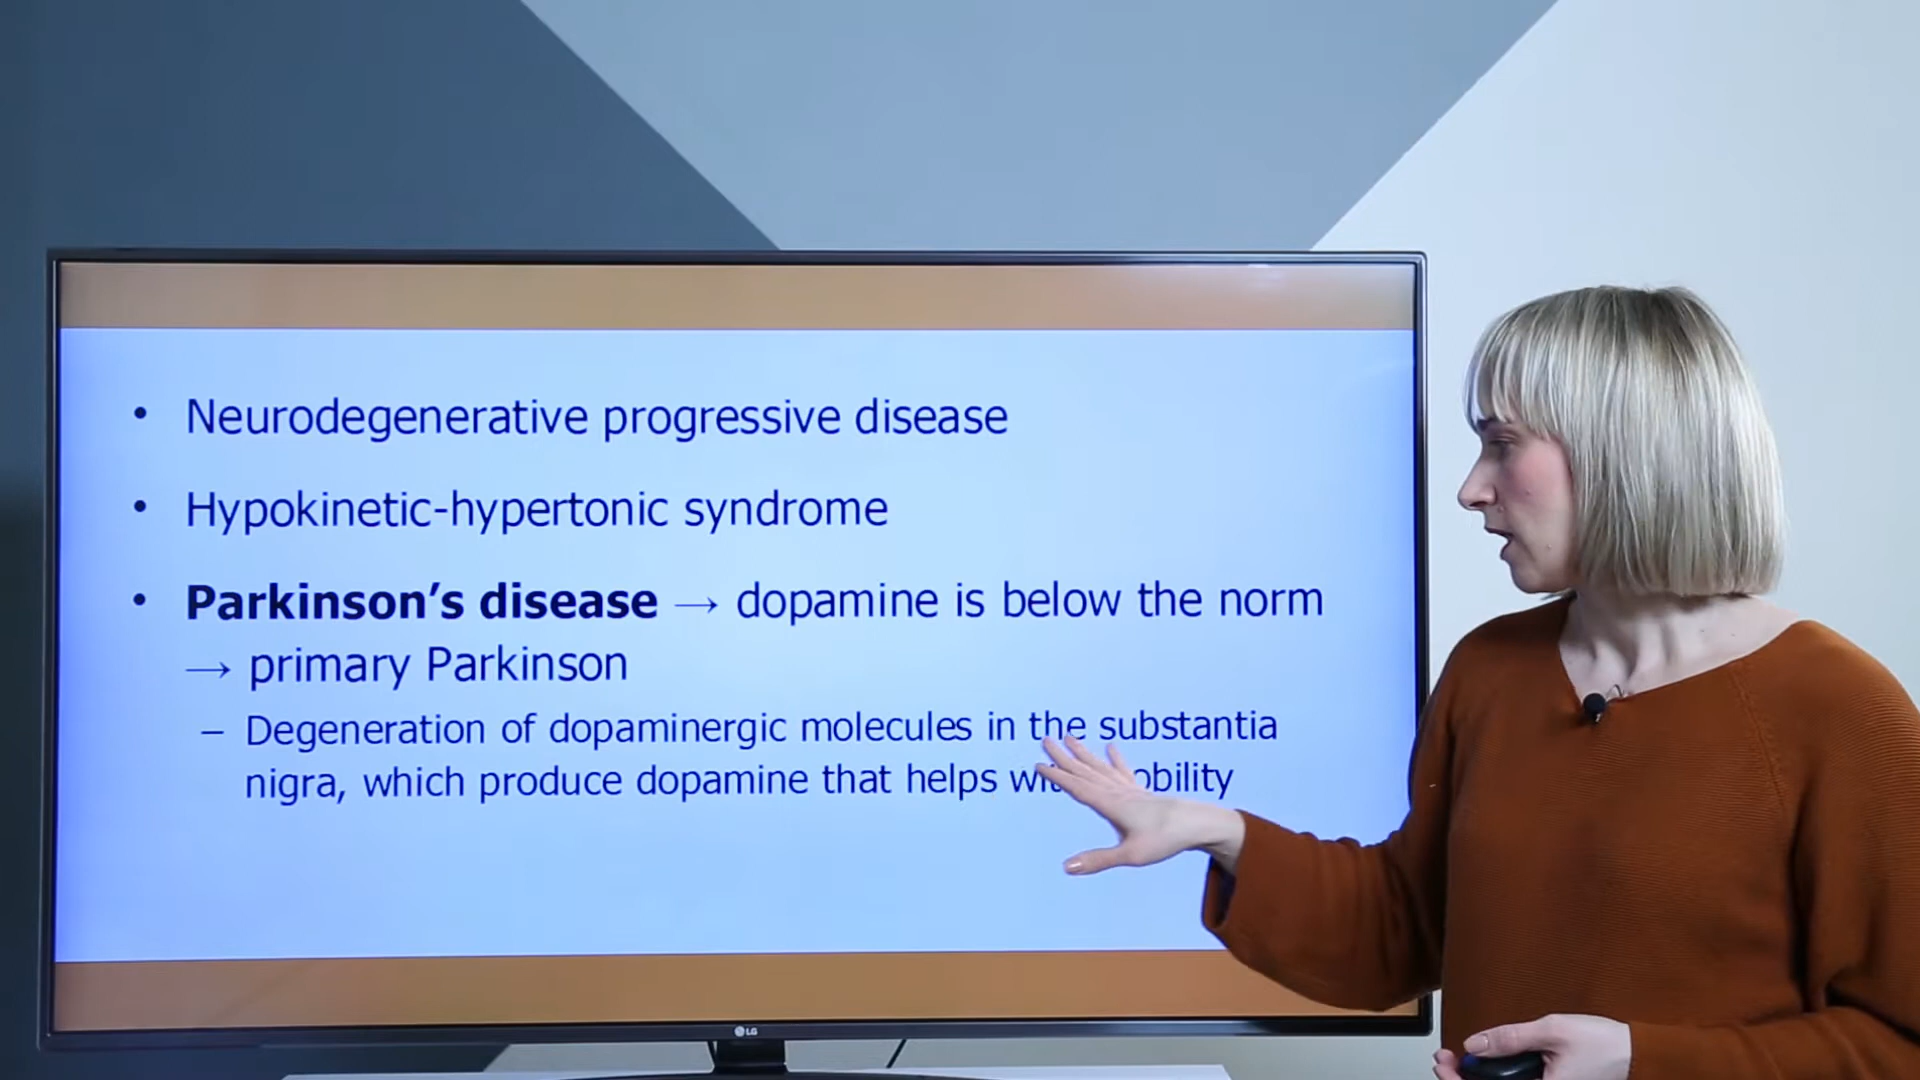 • Neurodegenerative progressive disease
• Hypokinetic-hypertonic syndrome
• Parkinson’s disease → dopamine is below the norm
→ primary Parkinson
– Degeneration of dopaminergic molecules in the substantia
nigra, which produce dopamine that helps
LG